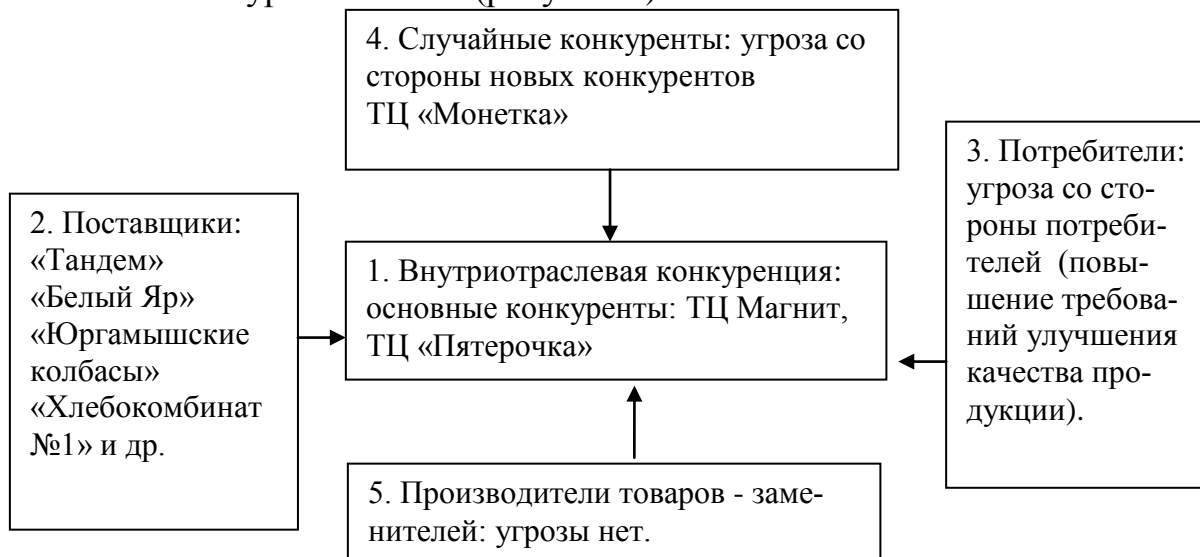 4. Случайные конкуренты: угроза со
стороны новых конкурентов
ТЦ «Монетка»
2. Поставщики:
«Тандем»
«Белый Яр»
«Юргамышские
колбасы»
«Хлебокомбинат
№1» и др.
1. Внутриотраслевая конкуренция:
основные конкуренты: ТЦ Магнит,
ТЦ «Пятерочка»
3. Потребители:
угроза со сто-
роны потреби-
телей (повы-
шение требова-
ний улучшения
качества про-
дукции).
5. Производители товаров - заме-
нителей: угрозы нет.